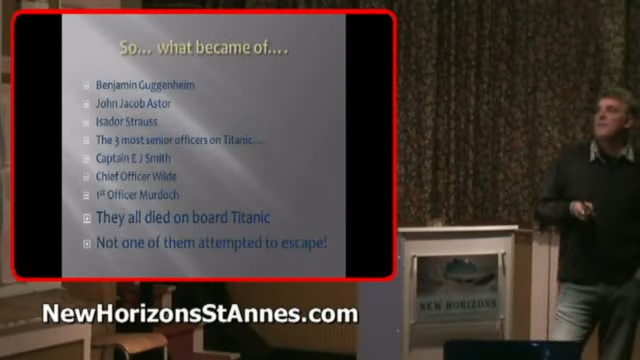 So... what became of....
Benjamin Guggenheim
John Jacob Astor
Isador Strauss
The 3 most senior officers on Titanic....
Captain E J Smith
Chief Officer Wilde
1st Officer Murdoch
They all died on board Titanic
Not one of them attempted to escape!
NEW HORIZONS
NewHorizonsStAnnes.com